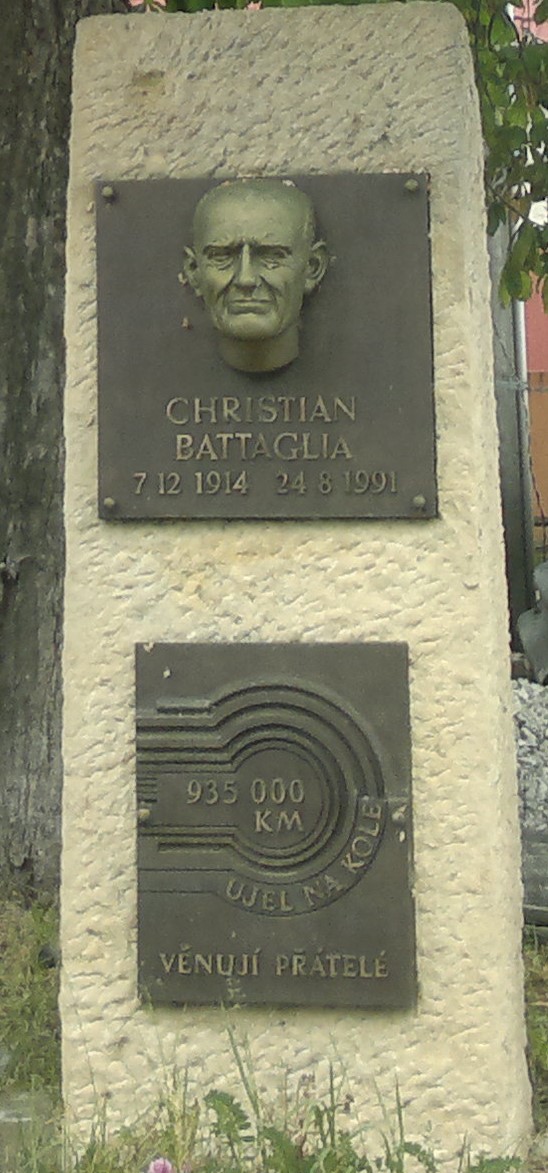 CHRISTIAN
BATTAGLIA
7 12 1914 24 8 1991
935 000
KM
UJEL NA KOLE
VĚNUJÍ PŘÁTELÉ